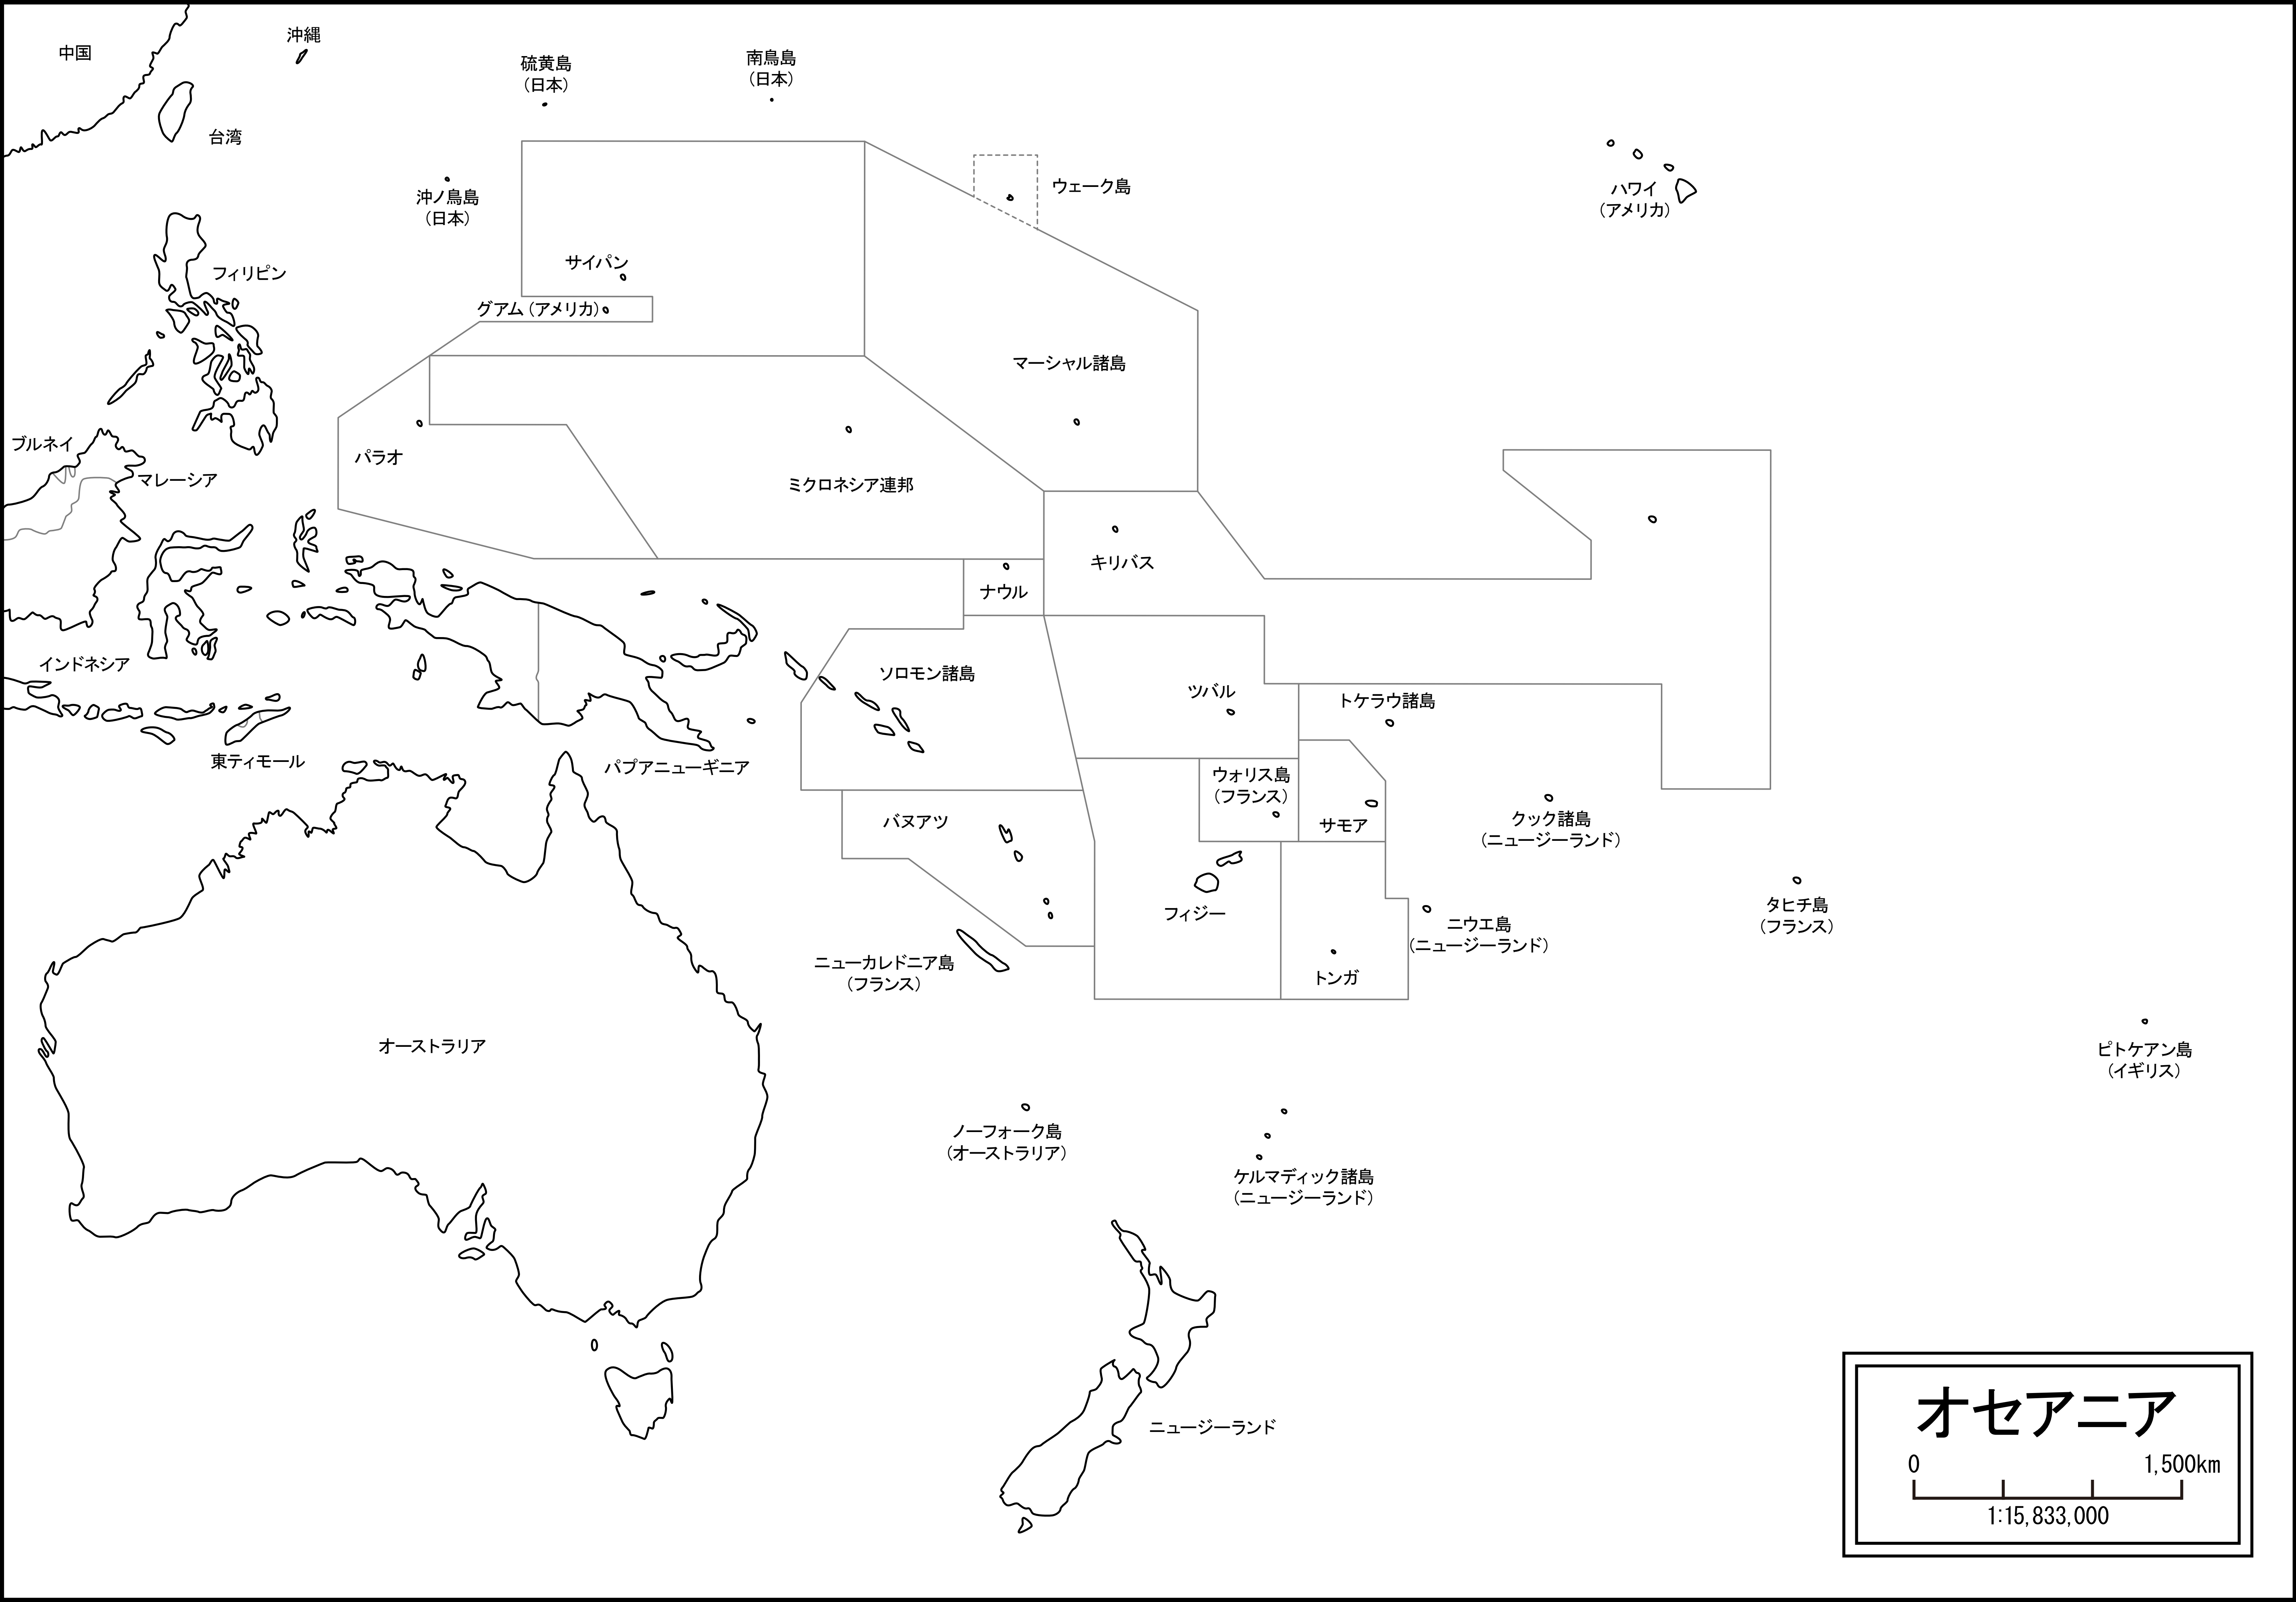 中国
沖縄
硫黄島
(日本)
南鳥島
(日本)
台湾
沖ノ鳥島
(日本)
ウェーク島
ハワイ
(アメリカ)
フィリピン
サイパン
グアム(アメリカ)
マーシャル諸島
ブルネイ
マレーシア
パラオ
ミクロネシア連邦
キリバス
ナウル
インドネシア
ソロモン諸島
ツバル
トケラウ諸島
東ティモール
パプアニューギニア
ウォリス島
(フランス)
バヌアツ
サモア
クック諸島
(ニュージーランド)
フィジー
ニウエ島
(ニュージーランド)
タヒチ島
(フランス)
ニューカレドニア島
(フランス)
トンガ
オーストラリア
ピトケアン島
(イギリス)
ノーフォーク島
(オーストラリア)
ケルマディック諸島
(ニュージーランド)
ニュージーランド
オセアニア
0 1,500km
1:15,833,000